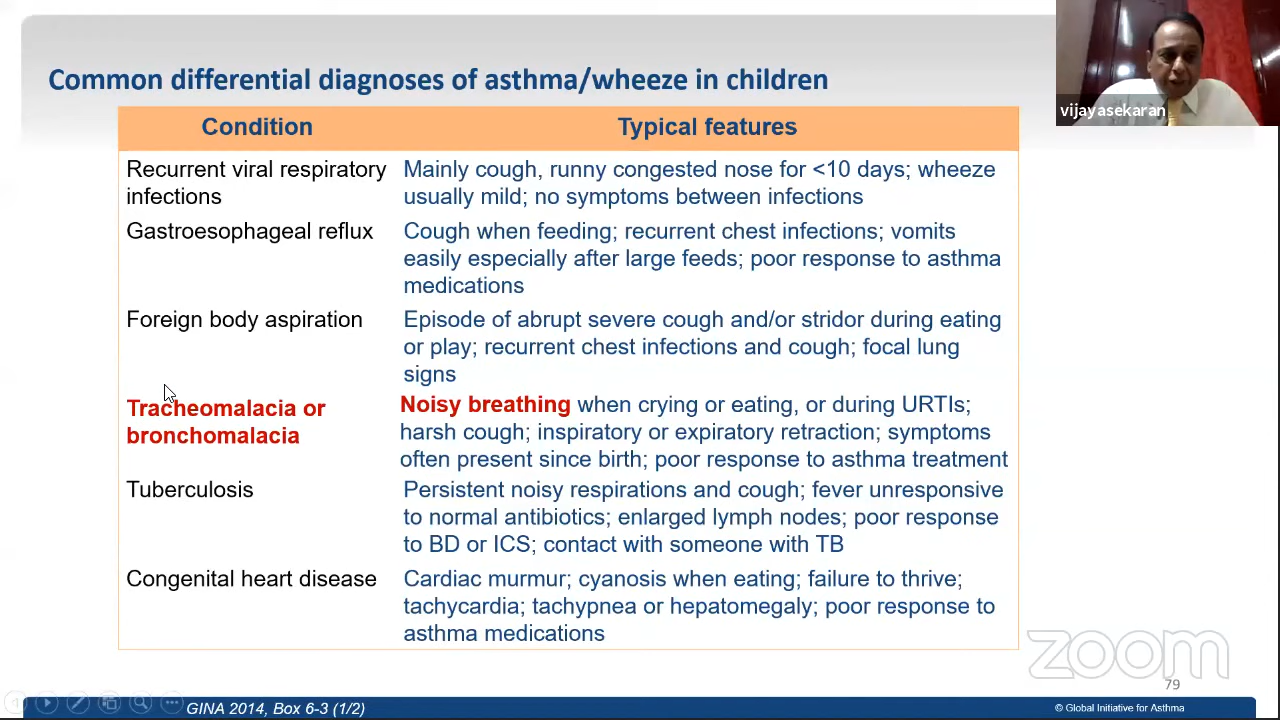 Common differential diagnoses of asthma/wheeze in children
vijayasekaran
Condition
Typical features
Recurrent viral respiratory
infections
Mainly cough, runny congested nose for <10 days; wheeze
usually mild; no symptoms between infections
Gastroesophageal reflux
Cough when feeding; recurrent chest infections; vomits
easily especially after large feeds; poor response to asthma
medications
Foreign body aspiration
Episode of abrupt severe cough and/or stridor during eating
or play; recurrent chest infections and cough; focal lung
signs
Tracheomalacia or
bronchomalacia
Noisy breathing when crying or eating, or during URTIs;
harsh cough; inspiratory or expiratory retraction; symptoms
often present since birth; poor response to asthma treatment
Tuberculosis
Persistent noisy respirations and cough; fever unresponsive
to normal antibiotics; enlarged lymph nodes; poor response
to BD or ICS; contact with someone with TB
Congenital heart disease
Cardiac murmur; cyanosis when eating; failure to thrive;
tachycardia; tachypnea or hepatomegaly; poor response to
asthma medications
zoom
79
GINA 2014, Box 6-3 (1/2)
© Global Initiative for Asthma